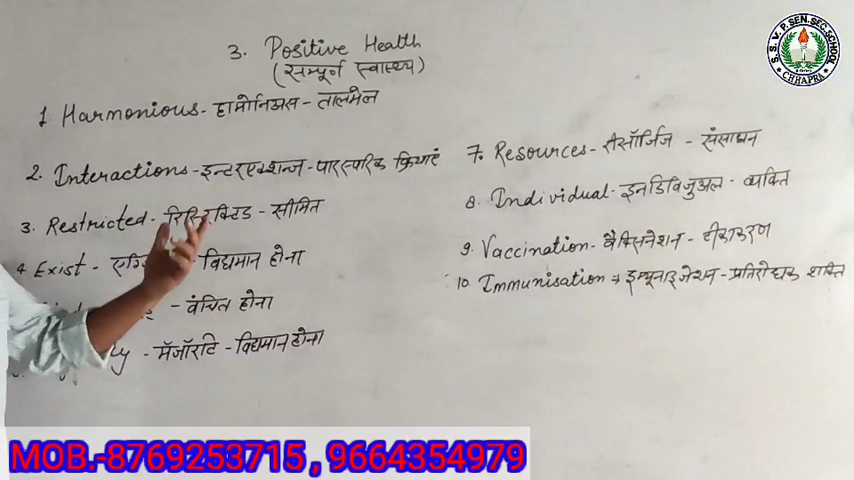 3. Positive Health
(सम्पूर्ण स्वास्थ्य)
1. Harmonious - हार्मोनिअस - तालमेल
2. Interactions - इन्टरएक्शन्ज - पारस्परिक क्रियाएं
3. Restricted - रिस्ट्रिक्टिड - सीमित
4. Exist - विद्यमान होना
- वंचित होना
- मॅजॉरटि - विद्यमान होना
7. Resources - रीसॉर्जिज - संसाधन
8. Individual - इनडिविजुअल - व्यक्ति
9. Vaccination - वैक्सिनेशन - टीकाकरण
10. Immunisation → इम्यूनाइजेशन - प्रतिरोधक शक्ति
S. S. V. P. SEN. SEC. SCHOOL
CHHAPRA
MOB.-8769253715 , 9664354979